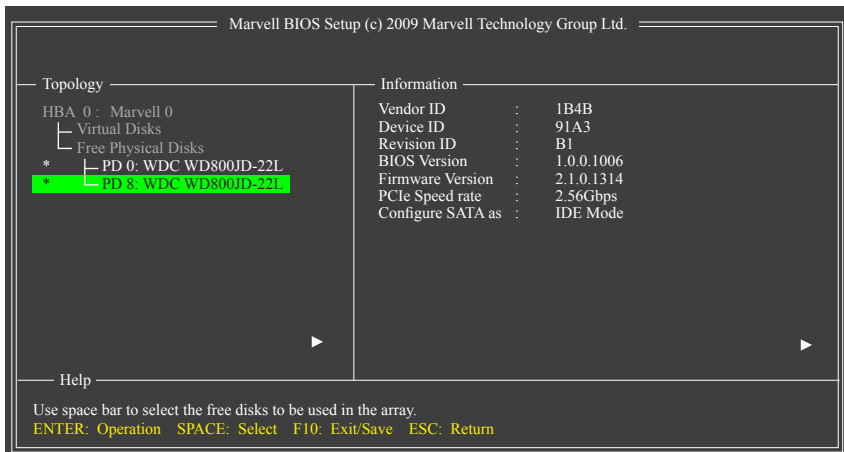 Marvell BIOS Setup (c) 2009 Marvell Technology Group Ltd.
Topology
HBA 0 : Marvell 0
Virtual Disks
Free Physical Disks
* PD 0: WDC WD800JD-22L
* PD 8: WDC WD800JD-22L
Information
Vendor ID : 1B4B
Device ID : 91A3
Revision ID : B1
BIOS Version : 1.0.0.1006
Firmware Version : 2.1.0.1314
PCIe Speed rate : 2.56Gbps
Configure SATA as : IDE Mode
Help
Use space bar to select the free disks to be used in the array.
ENTER: Operation SPACE: Select F10: Exit/Save ESC: Return